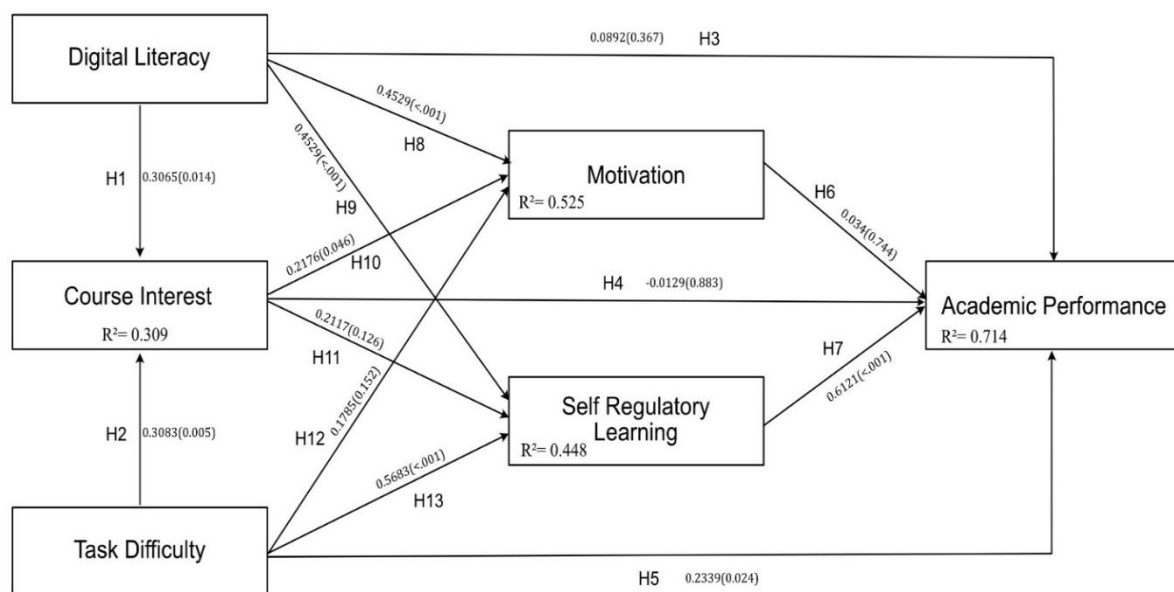 Digital Literacy
0.0892(0.367) H3
0.4529(<.001)
H8
0.4529(<.001)
H9
H1 0.3065(0.014)
Motivation
R²= 0.525
H6
0.034(0.744)
0.2176(0.046)
H10
Course Interest
R²= 0.309
H4 -0.0129(0.883)
Academic Performance
R²= 0.714
0.2117(0.126)
H11
H7
0.6121(<.001)
0.1785(0.152)
H12
Self Regulatory
Learning
R²= 0.448
H2 0.3083(0.005)
0.5683(<.001)
H13
Task Difficulty
H5 0.2339(0.024)